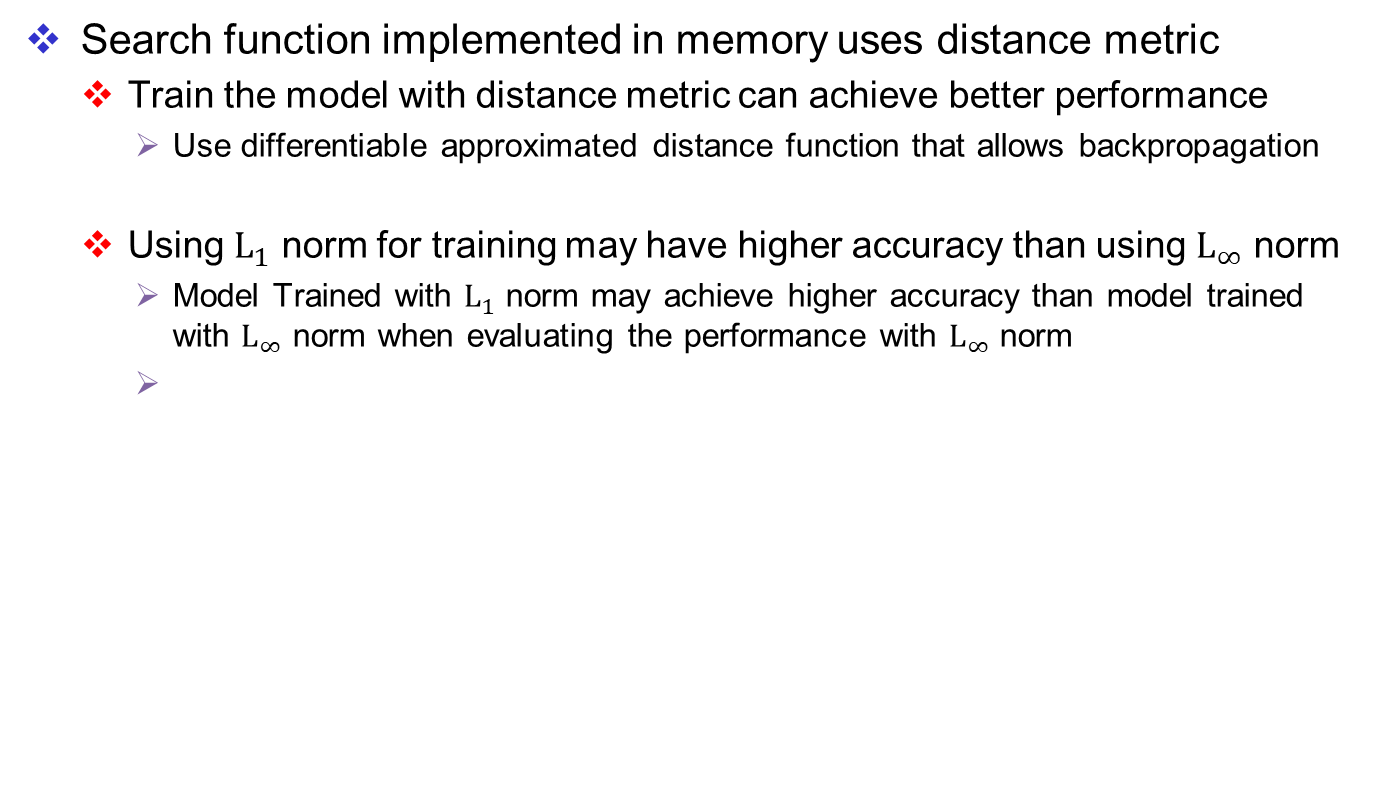 Search function implemented in memory uses distance metric
Train the model with distance metric can achieve better performance
Use differentiable approximated distance function that allows backpropagation
Using L₁ norm for training may have higher accuracy than using L∞ norm
Model Trained with L₁ norm may achieve higher accuracy than model trained
with L∞ norm when evaluating the performance with L∞ norm